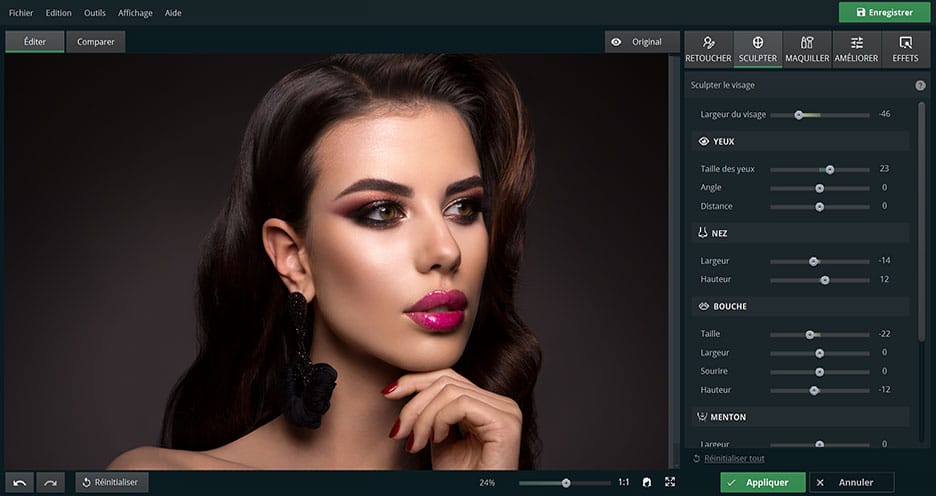 Fichier Edition Outils Affichage Aide
Enregistrer
Éditer Comparer
Original
RETOUCHER SCULPTER MAQUILLER AMÉLIORER EFFETS
Sculpter le visage ?
Largeur du visage -46
YEUX
Taille des yeux 23
Angle 0
Distance 0
NEZ
Largeur -14
Hauteur 12
BOUCHE
Taille -22
Largeur 0
Sourire 0
Hauteur -12
MENTON
Largeur 0
Réinitialiser tout
Réinitialiser
24%
1:1
Appliquer
Annuler